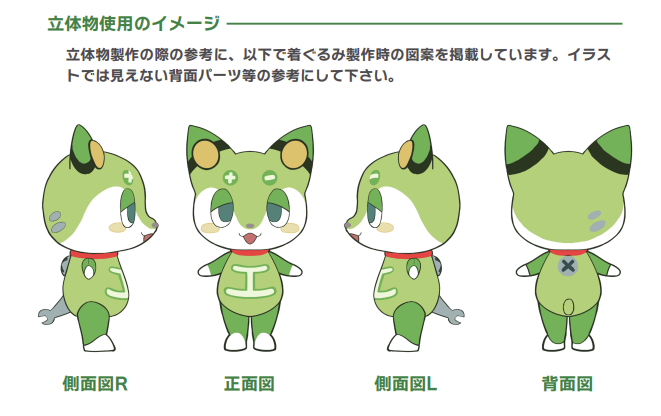 立体物使用のイメージ
立体物製作の際の参考に、以下で着ぐるみ製作時の図案を掲載しています。イラス
トでは見えない背面パーツ等の参考にして下さい。
工
側面図R
正面図
側面図L
背面図